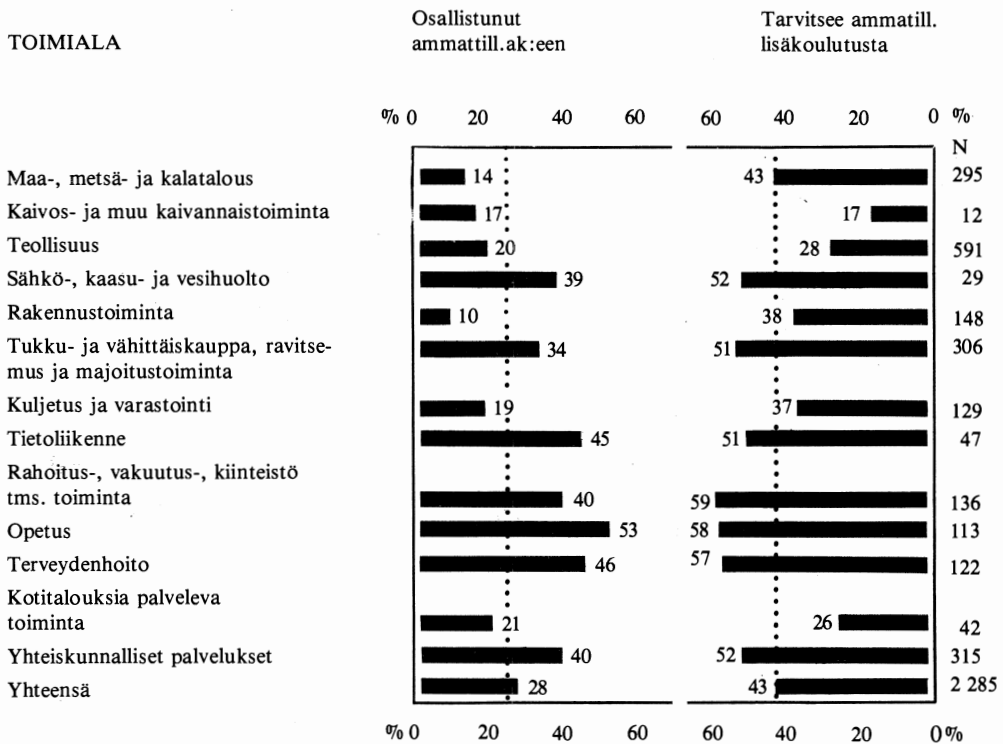 TOIMIALA
Osallistunut
ammattill.ak:een
Tarvitsee ammatill.
lisäkoulutusta
% 0 20 40 60 60 40 20 0 %
N
Maa-, metsä- ja kalatalous 14 43 295
Kaivos- ja muu kaivannaistoiminta 17 17 12
Teollisuus 20 28 591
Sähkö-, kaasu- ja vesihuolto 39 52 29
Rakennustoiminta 10 38 148
Tukku- ja vähittäiskauppa, ravitse- 34 51 306
mus ja majoitustoiminta
Kuljetus ja varastointi 19 37 129
Tietoliikenne 45 51 47
Rahoitus-, vakuutus-, kiinteistö
tms. toiminta 40 59 136
Opetus 53 58 113
Terveydenhoito 46 57 122
Kotitalouksia palveleva
toiminta 21 26 42
Yhteiskunnalliset palvelukset 40 52 315
Yhteensä 28 43 2 285
% 0 20 40 60 60 40 20 0%